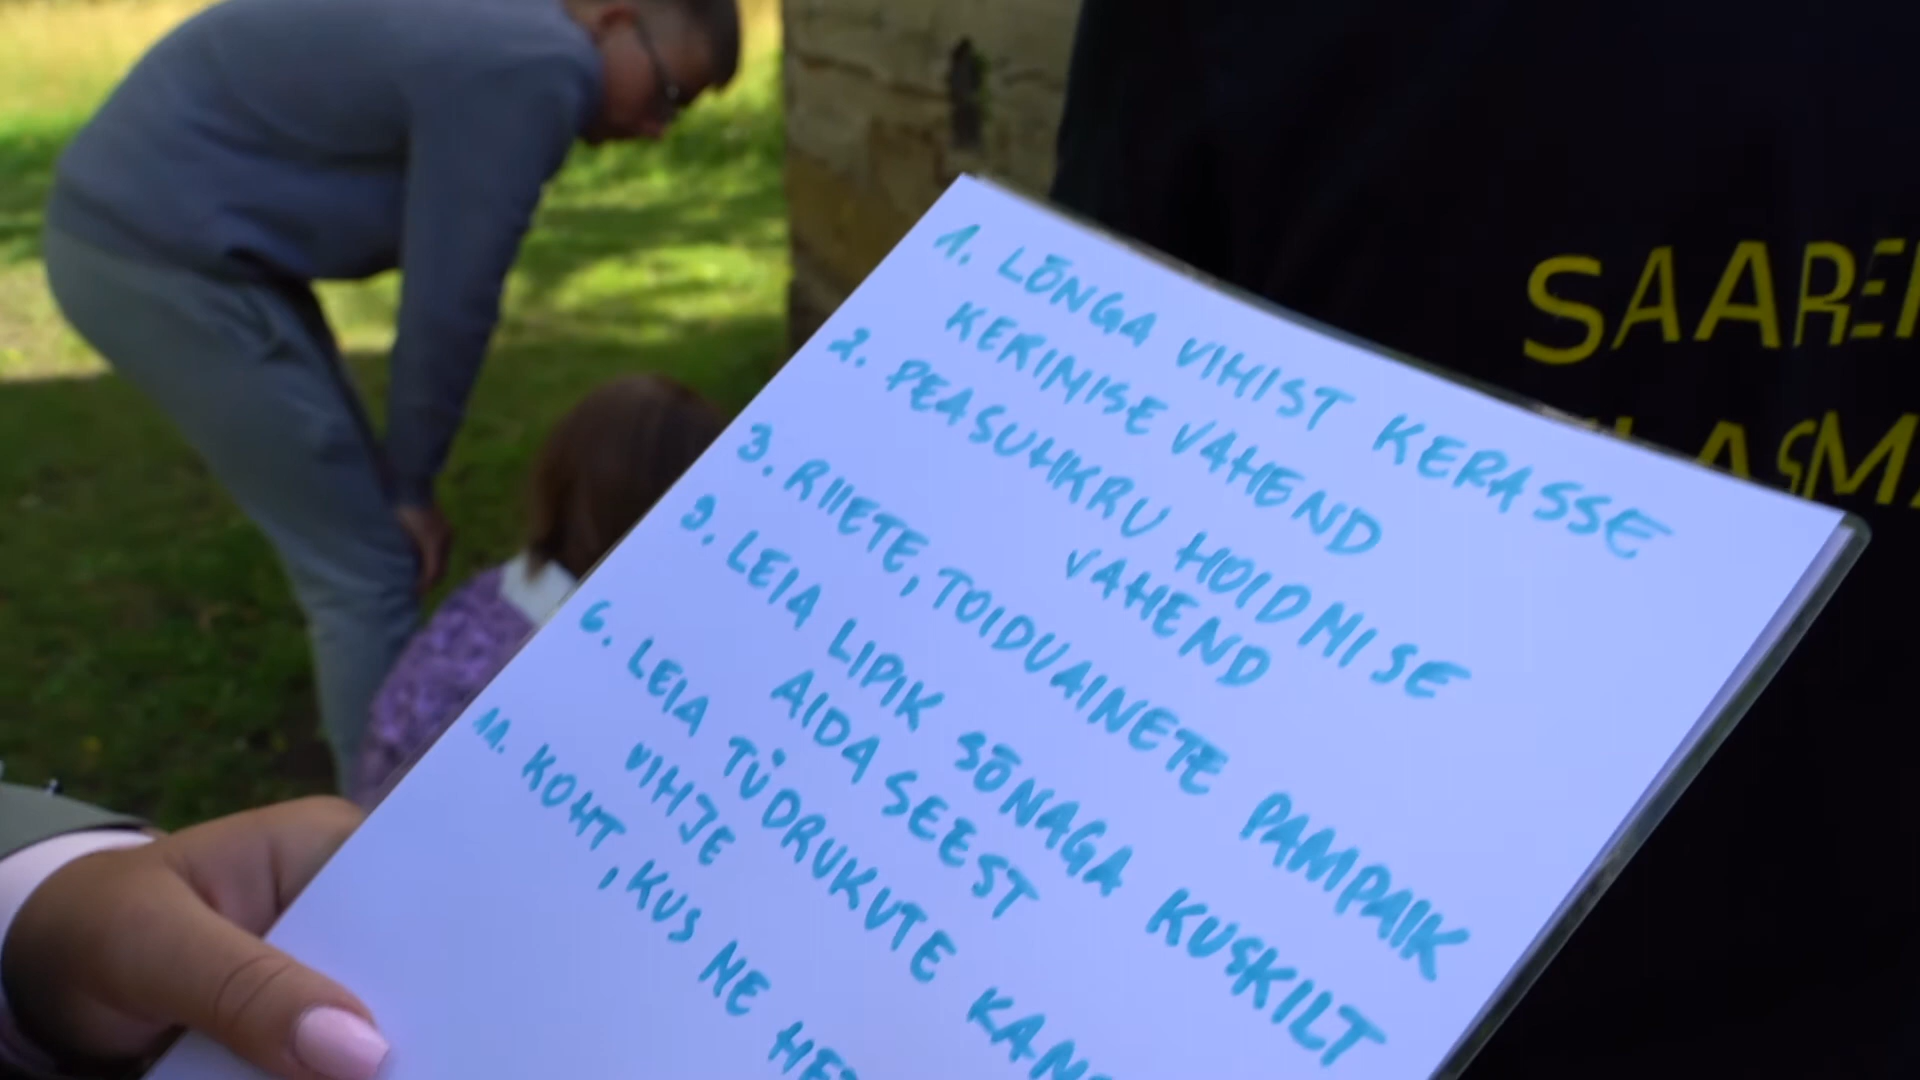 1. LÕNGA VIHIST KERASSE
KERIMISE VAHEND
2. PEASUHKRU HOIDMISE
VAHEND
3. RIIETE, TOIDUAINETE PAMPAIK
9. LEIA LIPIK SÕNAGA KUSKILT
AIDA SEEST
6. LEIA TÜDRUKUTE
VIHJE
11. KOHT, KUS NE